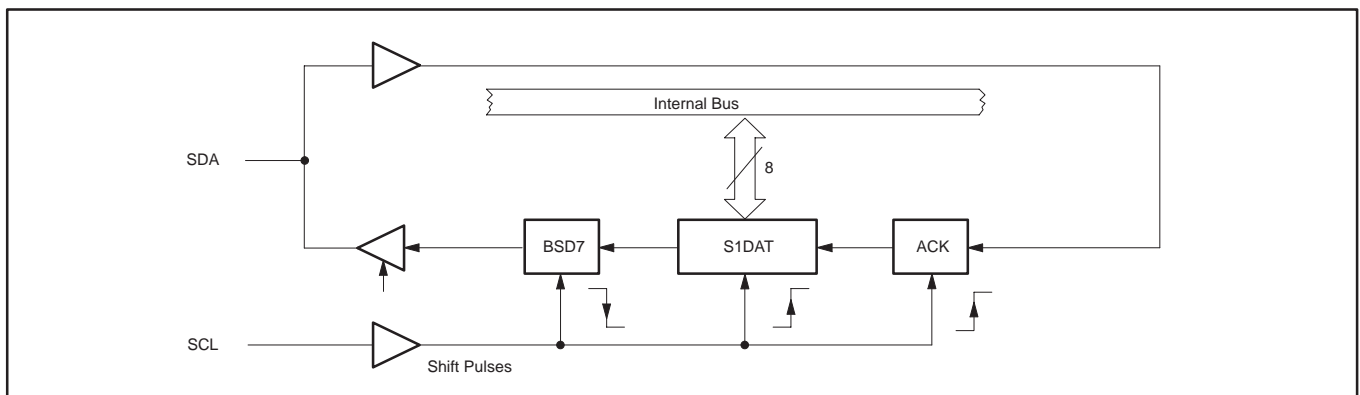 Internal Bus
SDA
8
BSD7
S1DAT
ACK
SCL
Shift Pulses